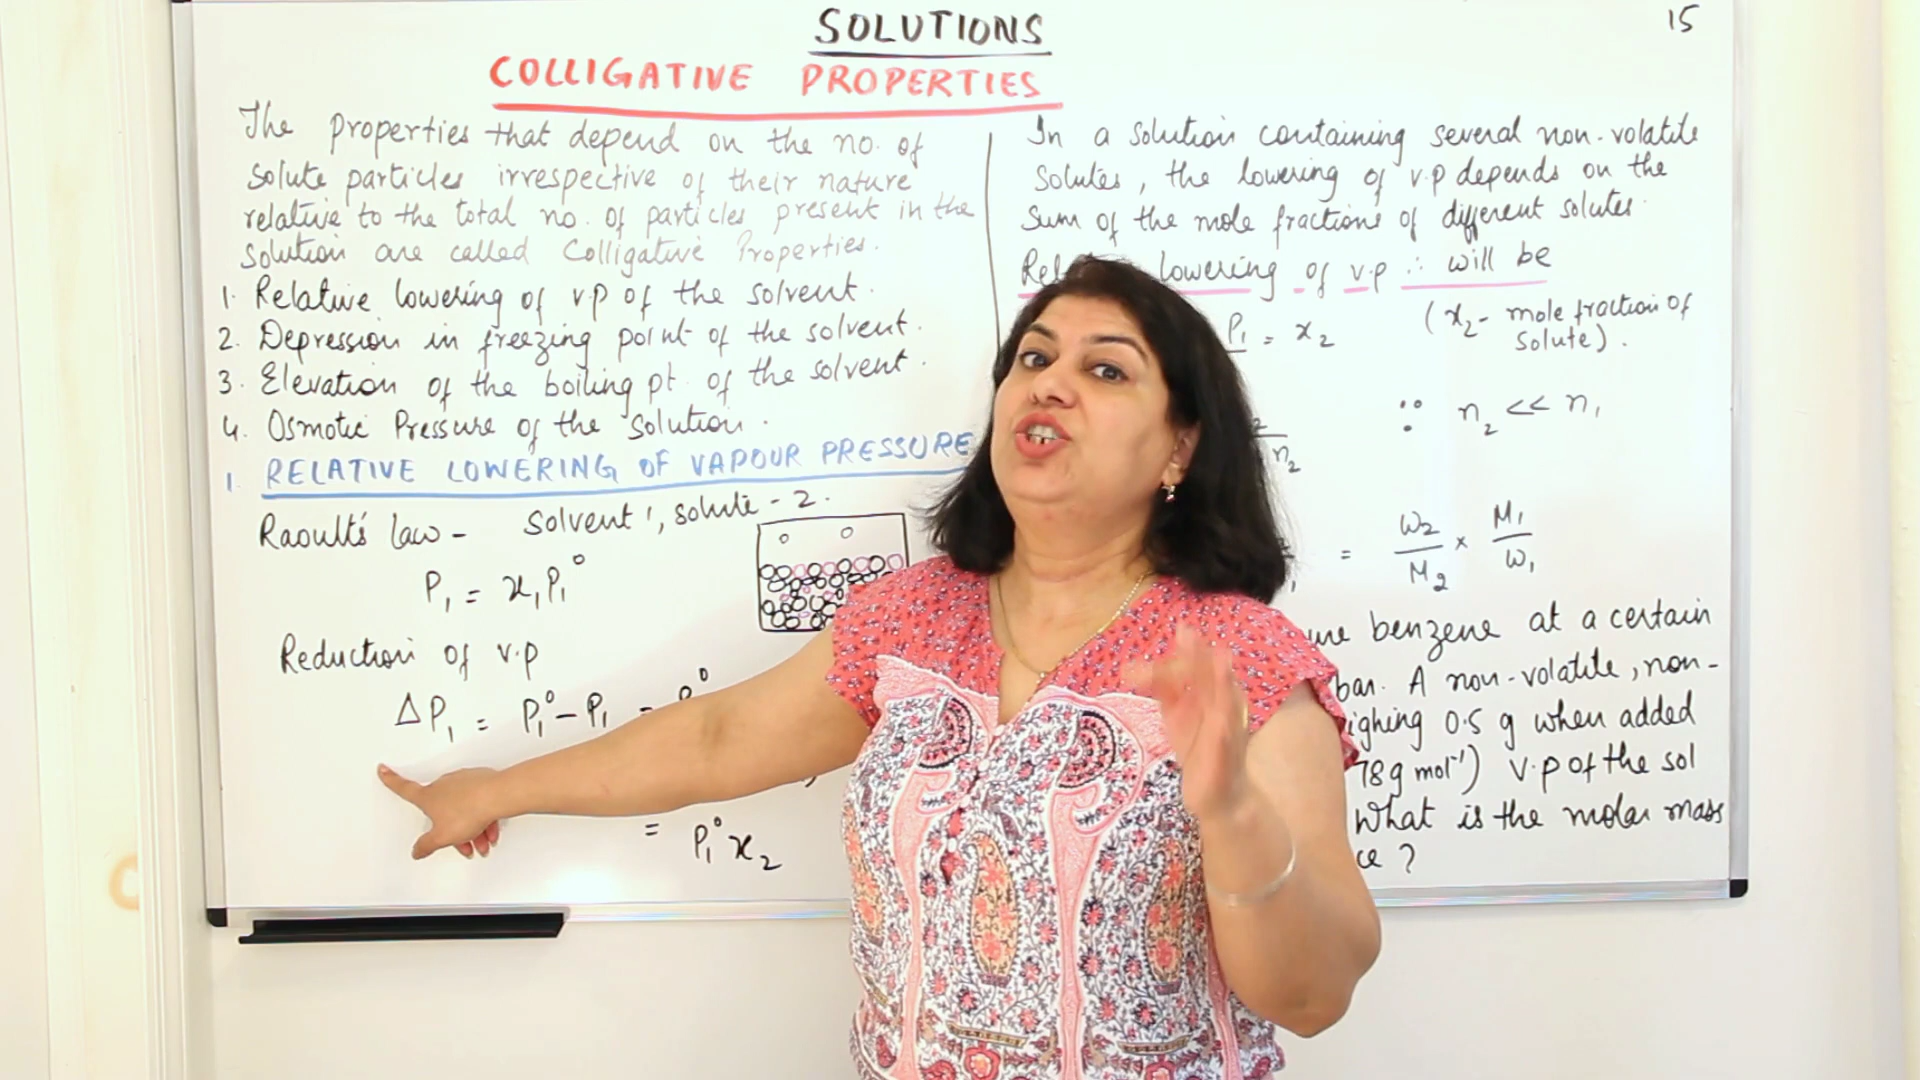 SOLUTIONS
15
COLLIGATIVE PROPERTIES
The properties that depend on the no. of
solute particles irrespective of their nature
relative to the total no. of particles present in the
solution are called Colligative Properties.
1. Relative lowering of v.p of the solvent.
2. Depression in freezing point of the solvent.
3. Elevation of the boiling pt. of the solvent.
4. Osmotic Pressure of the solution.
1. RELATIVE LOWERING OF VAPOUR PRESSURE
Raoult's law - Solvent 1, solute - 2.
P₁ = x₁P₁°
Reduction of v.p
ΔP₁ = P₁° - P₁ =
= P₁° x₂
In a solution containing several non-volatile
solutes, the lowering of v.p depends on the
sum of the mole fractions of different solutes.
lowering of v.p ∴ will be
P₁ = x₂ (x₂ - mole fraction of
solute).
n₂ ∵ n₂ << n₁
= w₂/M₂ × M₁/w₁
benzene at a certain
bar. A non-volatile, non-
0.5 g when added
78 g mol⁻¹) V.p of the sol
What is the molar mass
?